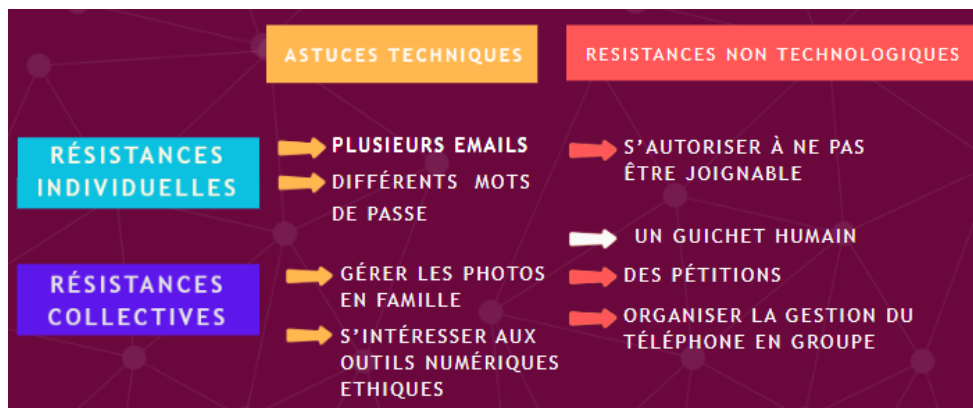 ASTUCES TECHNIQUES
RESISTANCES NON TECHNOLOGIQUES
RÉSISTANCES
INDIVIDUELLES
PLUSIEURS EMAILS
DIFFÉRENTS MOTS
DE PASSE
S'AUTORISER À NE PAS
ÊTRE JOIGNABLE
RÉSISTANCES
COLLECTIVES
GÉRER LES PHOTOS
EN FAMILLE
S'INTÉRESSER AUX
OUTILS NUMÉRIQUES
ETHIQUES
UN GUICHET HUMAIN
DES PÉTITIONS
ORGANISER LA GESTION DU
TÉLÉPHONE EN GROUPE